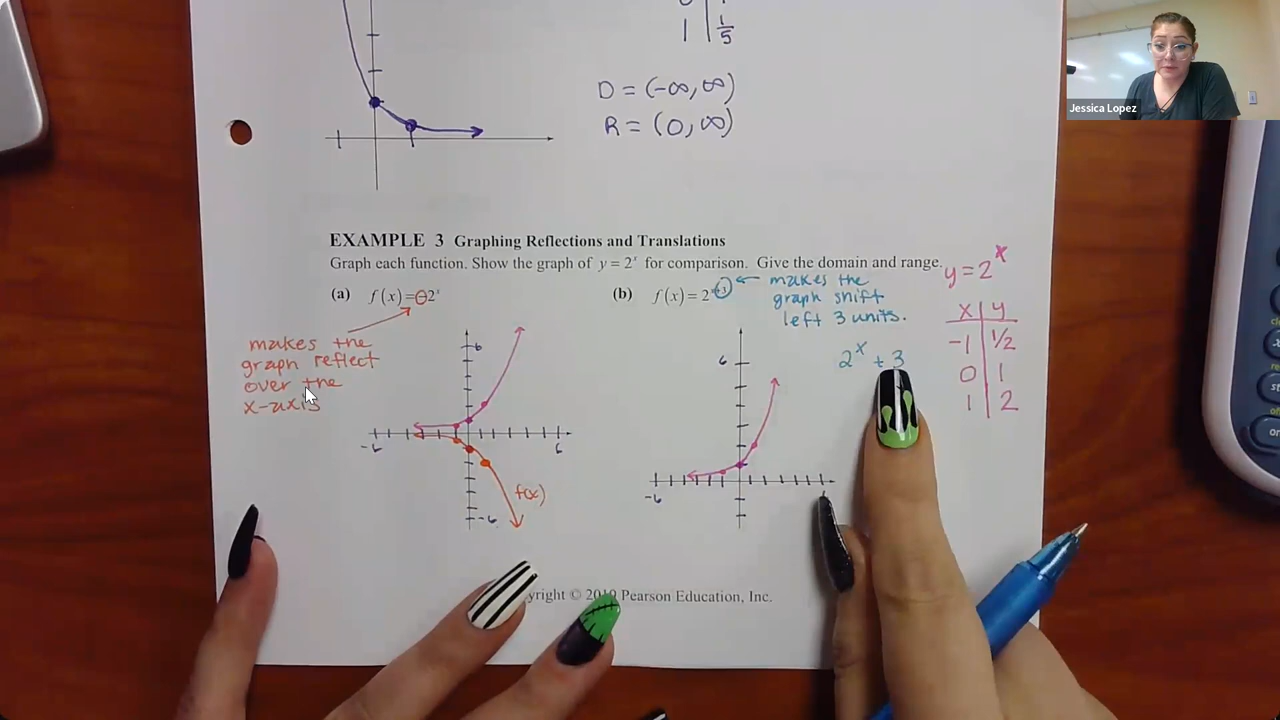 1 | 1/5
D = (-∞, ∞)
R = (0, ∞)
Jessica Lopez
EXAMPLE 3 Graphing Reflections and Translations
Graph each function. Show the graph of y = 2^x for comparison. Give the domain and range.
(a) f(x) = -2^x
makes the
graph reflect
over the
x-axis
6
-6
6
-6
f(x)
(b) f(x) = 2^(x+3)
makes the
graph shift
left 3 units.
2^x + 3
6
-6
y = 2^x
x | y
-1 | 1/2
0 | 1
1 | 2
yright © 2019 Pearson Education, Inc.